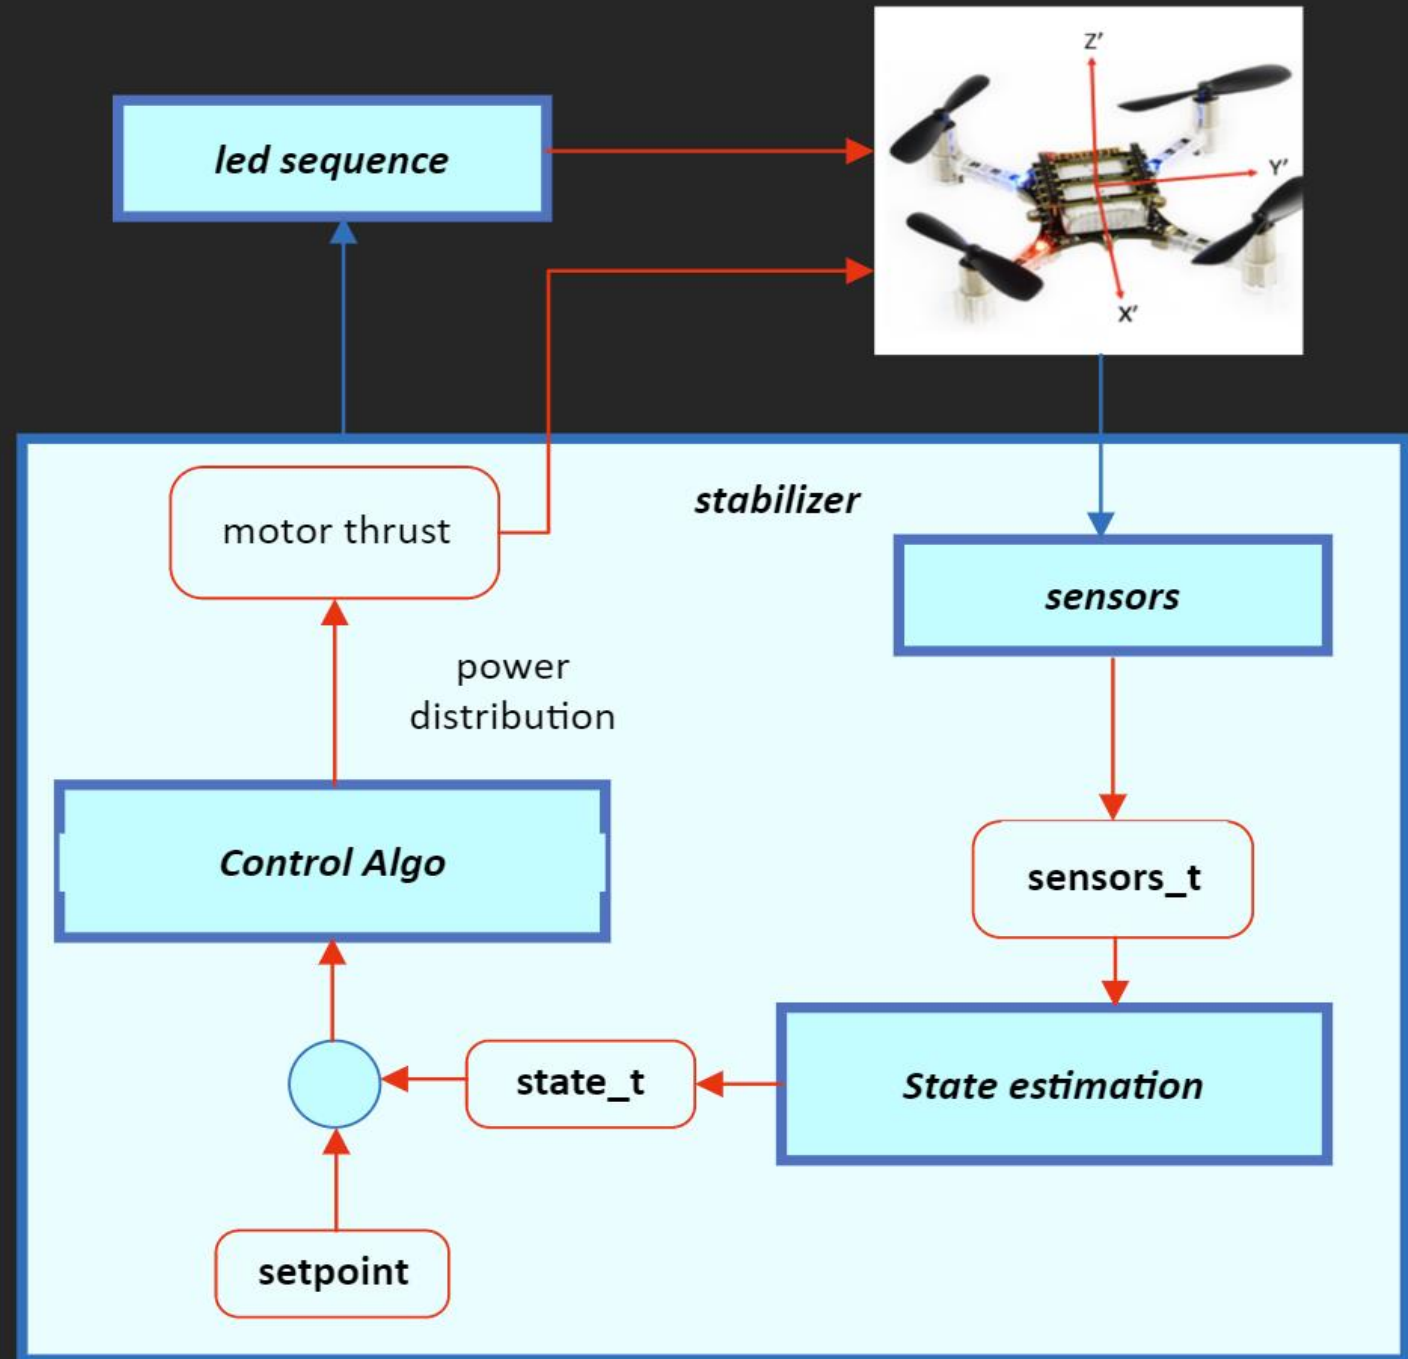 Z'
led sequence
Y'
X'
stabilizer
motor thrust
sensors
power
distribution
Control Algo
sensors_t
state_t
State estimation
setpoint